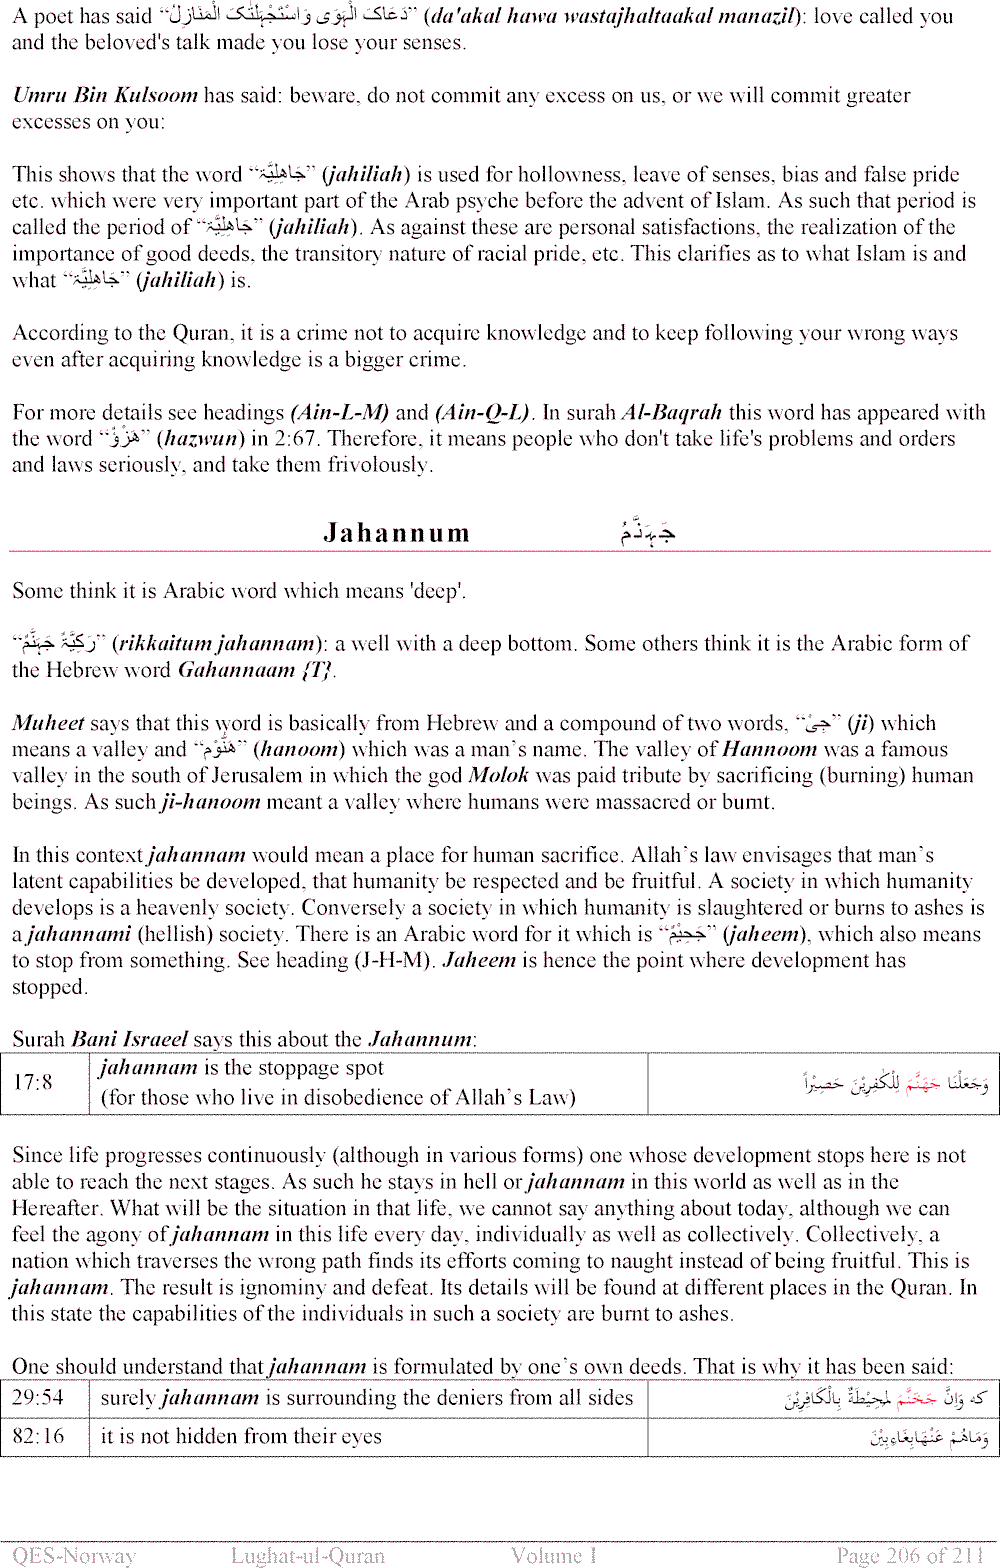 A poet has said “دَعَاکَ الْہَوٰی وَاسْتَجْہَلَتْکَ الْمَنَازِلُ” (da'akal hawa wastajhaltaakal manazil): love called you
and the beloved's talk made you lose your senses.
Umru Bin Kulsoom has said: beware, do not commit any excess on us, or we will commit greater
excesses on you:
This shows that the word “جَاھِلِیَّۃ” (jahiliah) is used for hollowness, leave of senses, bias and false pride
etc. which were very important part of the Arab psyche before the advent of Islam. As such that period is
called the period of “جَاھِلِیَّۃ” (jahiliah). As against these are personal satisfactions, the realization of the
importance of good deeds, the transitory nature of racial pride, etc. This clarifies as to what Islam is and
what “جَاھِلِیَّۃ” (jahiliah) is.
According to the Quran, it is a crime not to acquire knowledge and to keep following your wrong ways
even after acquiring knowledge is a bigger crime.
For more details see headings (Ain-L-M) and (Ain-Q-L). In surah Al-Baqrah this word has appeared with
the word “ھَزْؤٌ” (hazwun) in 2:67. Therefore, it means people who don't take life's problems and orders
and laws seriously, and take them frivolously.
Jahannum جَہَنَّمُ
Some think it is Arabic word which means 'deep'.
“رَکِیَّۃٌ جَہَنَّمٌ” (rikkaitum jahannam): a well with a deep bottom. Some others think it is the Arabic form of
the Hebrew word Gahannaam {T}.
Muheet says that this word is basically from Hebrew and a compound of two words, “جیْ” (ji) which
means a valley and “ھَنُّوْم” (hanoom) which was a man’s name. The valley of Hannoom was a famous
valley in the south of Jerusalem in which the god Molok was paid tribute by sacrificing (burning) human
beings. As such ji-hanoom meant a valley where humans were massacred or burnt.
In this context jahannam would mean a place for human sacrifice. Allah’s law envisages that man’s
latent capabilities be developed, that humanity be respected and be fruitful. A society in which humanity
develops is a heavenly society. Conversely a society in which humanity is slaughtered or burns to ashes is
a jahannami (hellish) society. There is an Arabic word for it which is “جَحِیْمٌ” (jaheem), which also means
to stop from something. See heading (J-H-M). Jaheem is hence the point where development has
stopped.
Surah Bani Israeel says this about the Jahannum:
17:8 jahannam is the stoppage spot
(for those who live in disobedience of Allah’s Law) وَجَعَلْنَا جَهَنَّمَ لِلْكٰفِرِيْنَ حَصِيْراً
Since life progresses continuously (although in various forms) one whose development stops here is not
able to reach the next stages. As such he stays in hell or jahannam in this world as well as in the
Hereafter. What will be the situation in that life, we cannot say anything about today, although we can
feel the agony of jahannam in this life every day, individually as well as collectively. Collectively, a
nation which traverses the wrong path finds its efforts coming to naught instead of being fruitful. This is
jahannam. The result is ignominy and defeat. Its details will be found at different places in the Quran. In
this state the capabilities of the individuals in such a society are burnt to ashes.
One should understand that jahannam is formulated by one’s own deeds. That is why it has been said:
29:54 surely jahannam is surrounding the deniers from all sides کہ وَاِنَّ جَحَنَّمَ لَمُحِيْطَةٌ بِالْكَافِرِيْنَ
82:16 it is not hidden from their eyes وَمَاهُمْ عَنْهَابِغَاءِبِيْنَ
QES-Norway Lughat-ul-Quran Volume I Page 206 of 211